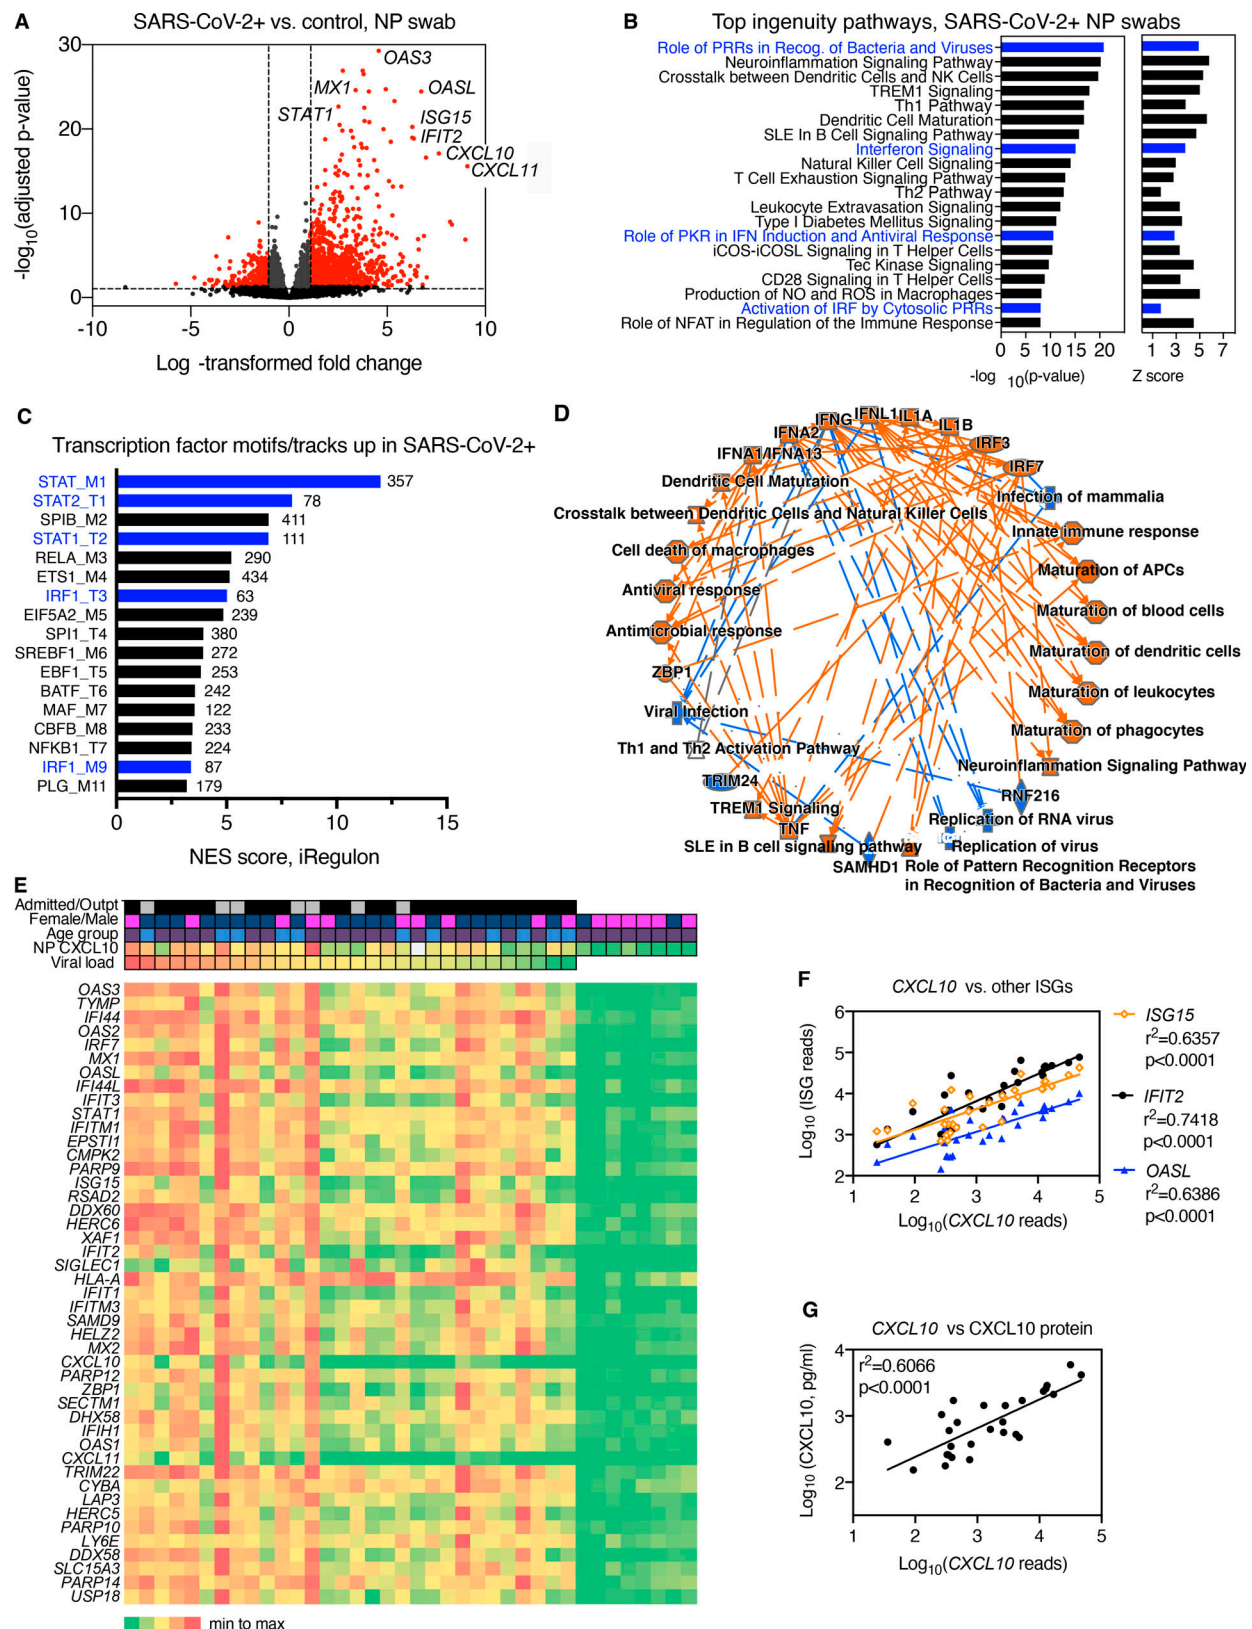 A
SARS-CoV-2+ vs. control, NP swab
-log10(adjusted p-value)
30
20
10
0
OAS3
MX1
OASL
STAT1
ISG15
IFIT2
CXCL10
CXCL11
-10 -5 0 5 10
Log -transformed fold change
B
Top ingenuity pathways, SARS-CoV-2+ NP swabs
Role of PRRs in Recog. of Bacteria and Viruses
Neuroinflammation Signaling Pathway
Crosstalk between Dendritic Cells and NK Cells
TREM1 Signaling
Th1 Pathway
Dendritic Cell Maturation
SLE In B Cell Signaling Pathway
Interferon Signaling
Natural Killer Cell Signaling
T Cell Exhaustion Signaling Pathway
Th2 Pathway
Leukocyte Extravasation Signaling
Type I Diabetes Mellitus Signaling
Role of PKR in IFN Induction and Antiviral Response
iCOS-iCOSL Signaling in T Helper Cells
Tec Kinase Signaling
CD28 Signaling in T Helper Cells
Production of NO and ROS in Macrophages
Activation of IRF by Cytosolic PRRs
Role of NFAT in Regulation of the Immune Response
0 5 10 15 20
1 3 5 7
-log 10(p-value)
Z score
C
Transcription factor motifs/tracks up in SARS-CoV-2+
STAT_M1 357
STAT2_T1 78
SPIB_M2 411
STAT1_T2 111
RELA_M3 290
ETS1_M4 434
IRF1_T3 63
EIF5A2_M5 239
SPI1_T4 380
SREBF1_M6 272
EBF1_T5 253
BATF_T6 242
MAF_M7 122
CBFB_M8 233
NFKB1_T7 224
IRF1_M9 87
PLG_M11 179
0 5 10 15
NES score, iRegulon
D
IFNL1
IFNG
IL1A
IL1B
IFNA2
IRF3
IFNA1/IFNA13
IRF7
Dendritic Cell Maturation
Infection of mammalia
Crosstalk between Dendritic Cells and Natural Killer Cells
Innate immune response
Cell death of macrophages
Maturation of APCs
Antiviral response
Maturation of blood cells
Antimicrobial response
Maturation of dendritic cells
ZBP1
Maturation of leukocytes
Viral Infection
Maturation of phagocytes
Th1 and Th2 Activation Pathway
Neuroinflammation Signaling Pathway
TRIM24
RNF216
TREM1 Signaling
Replication of RNA virus
TNF
SLE in B cell signaling pathway
Replication of virus
SAMHD1
Role of Pattern Recognition Receptors
in Recognition of Bacteria and Viruses
E
Admitted/Outpt
Female/Male
Age group
NP CXCL10
Viral load
OAS3
TYMP
IFI44
OAS2
IRF7
MX1
OASL
IFI44L
IFIT3
STAT1
IFITM1
EPSTI1
CMPK2
PARP9
ISG15
RSAD2
DDX60
HERC6
XAF1
IFIT2
SIGLEC1
HLA-A
IFIT1
IFITM3
SAMD9
HELZ2
MX2
CXCL10
PARP12
ZBP1
SECTM1
DHX58
IFIH1
OAS1
CXCL11
TRIM22
CYBA
LAP3
HERC5
PARP10
LY6E
DDX58
SLC15A3
PARP14
USP18
min to max
F
CXCL10 vs. other ISGs
Log10 (ISG reads)
6
5
4
3
2
1 2 3 4 5
Log10(CXCL10 reads)
ISG15
r2=0.6357
p<0.0001
IFIT2
r2=0.7418
p<0.0001
OASL
r2=0.6386
p<0.0001
G
CXCL10 vs CXCL10 protein
Log10 (CXCL10, pg/ml)
4
3
2
r2=0.6066
p<0.0001
1 2 3 4 5
Log10(CXCL10 reads)